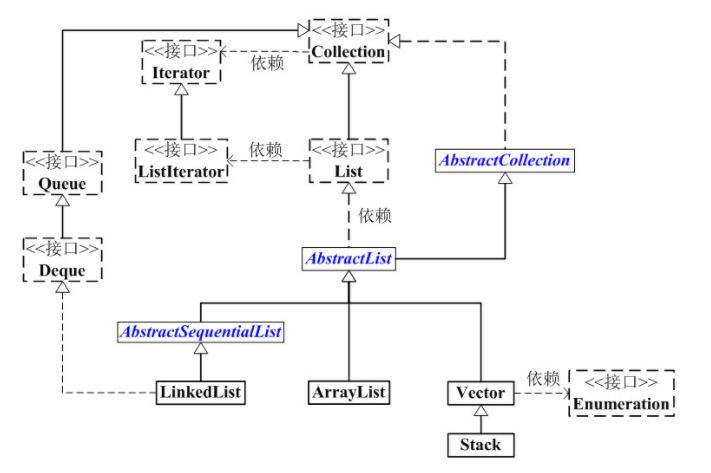 <<接口>>
Collection
<<接口>>
Iterator
依赖
<<接口>>
Queue
<<接口>>
ListIterator
依赖
<<接口>>
List
AbstractCollection
依赖
<<接口>>
Deque
AbstractList
AbstractSequentialList
LinkedList
ArrayList
Vector
依赖
<<接口>>
Enumeration
Stack